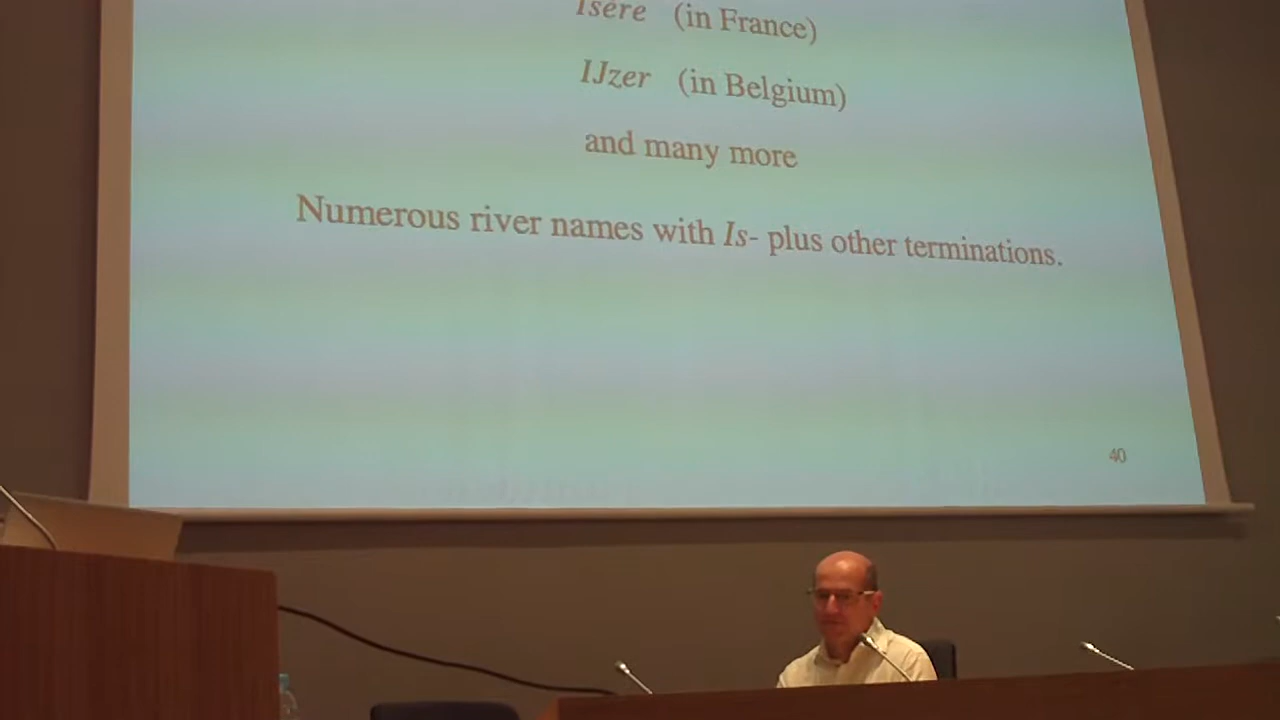 Isère (in France)
IJzer (in Belgium)
and many more
Numerous river names with Is- plus other terminations.
40